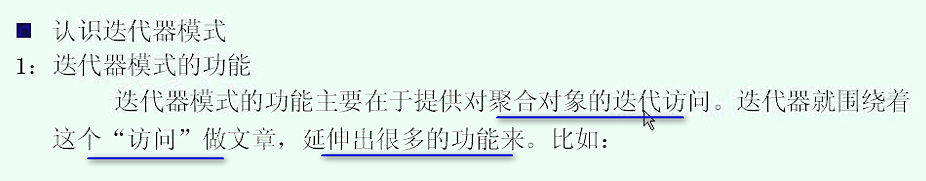 ■ 认识迭代器模式
1：迭代器模式的功能
迭代器模式的功能主要在于提供对聚合对象的迭代访问。迭代器就围绕着
这个“访问”做文章，延伸出很多的功能来。比如：